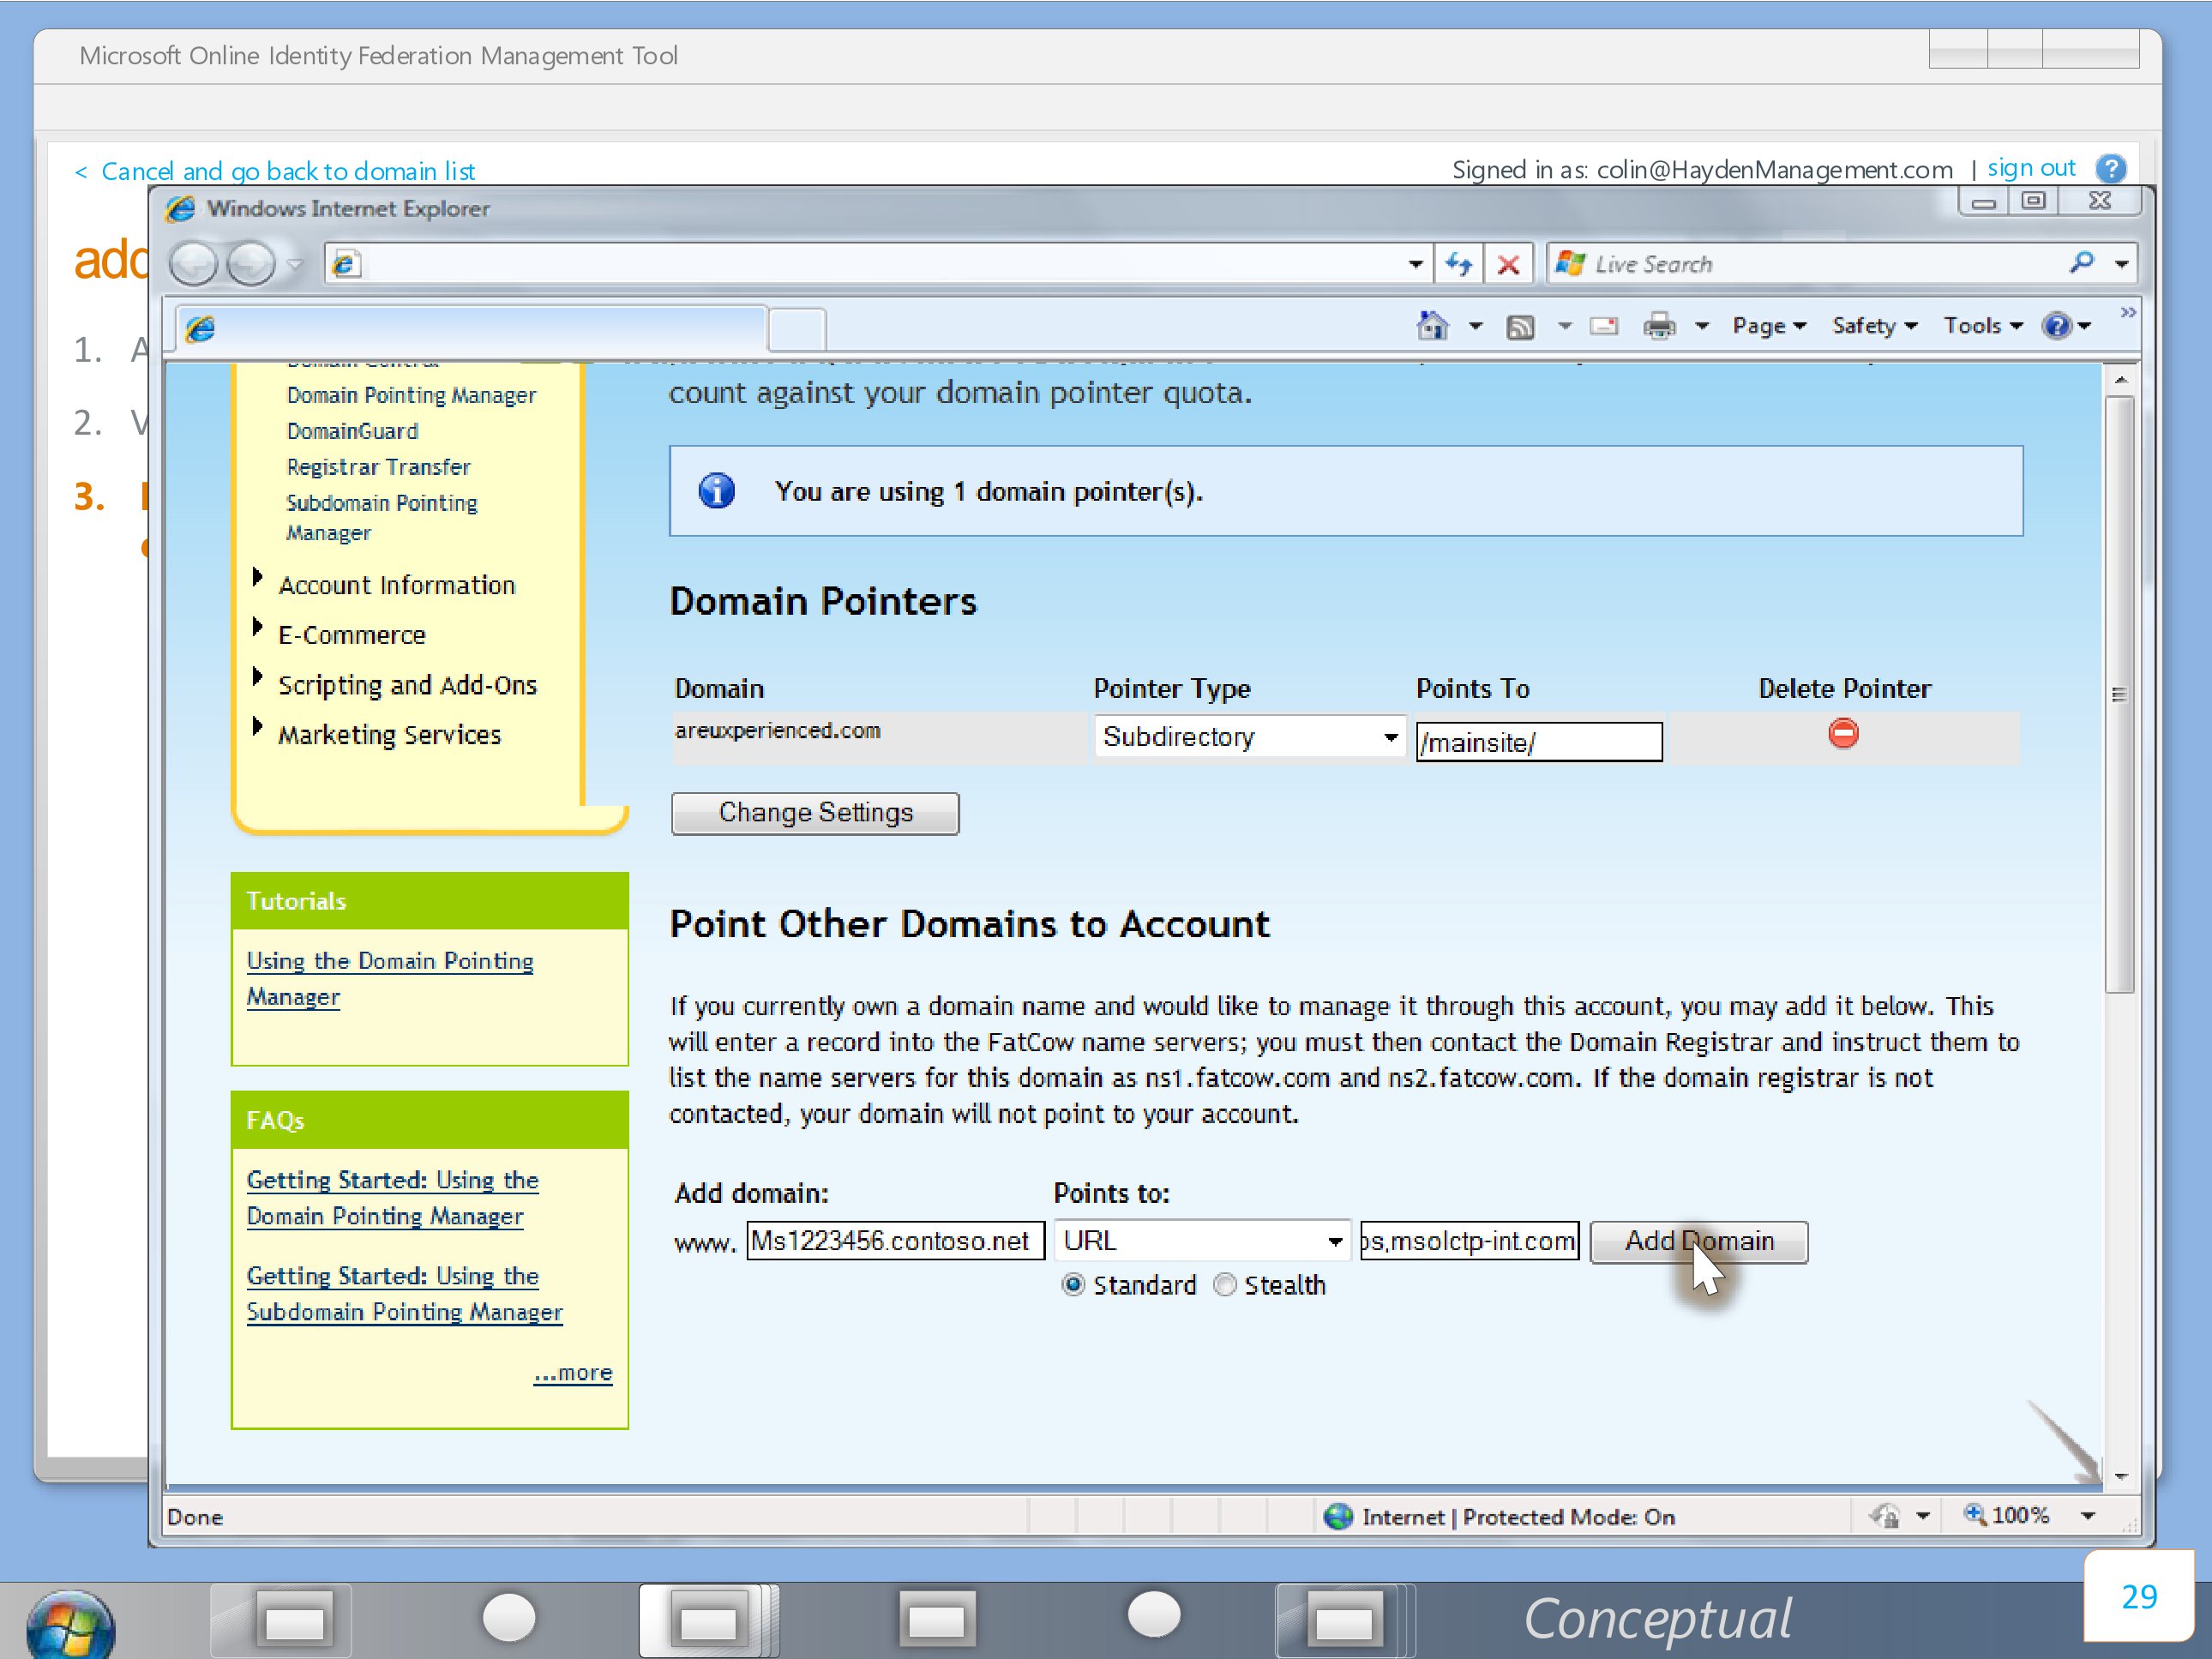 Microsoft Online Identity Federation Management Tool
< Cancel and go back to domain list
Signed in as: colin@HaydenManagement.com | sign out
Windows Internet Explorer
add
Live Search
Page
Safety
Tools
1. A
2. V
3.
Domain Control
Domain Pointing Manager
DomainGuard
Registrar Transfer
Subdomain Pointing
Manager
Account Information
E-Commerce
Scripting and Add-Ons
Marketing Services
Tutorials
Using the Domain Pointing
Manager
FAQs
Getting Started: Using the
Domain Pointing Manager
Getting Started: Using the
Subdomain Pointing Manager
...more
count against your domain pointer quota.
You are using 1 domain pointer(s).
Domain Pointers
Domain Pointer Type Points To Delete Pointer
areuxperienced.com Subdirectory /mainsite/
Change Settings
Point Other Domains to Account
If you currently own a domain name and would like to manage it through this account, you may add it below. This
will enter a record into the FatCow name servers; you must then contact the Domain Registrar and instruct them to
list the name servers for this domain as ns1.fatcow.com and ns2.fatcow.com. If the domain registrar is not
contacted, your domain will not point to your account.
Add domain: Points to:
www. Ms1223456.contoso.net URL os,msolctp-int.com Add Domain
Standard Stealth
Done
Internet | Protected Mode: On
100%
Conceptual
29